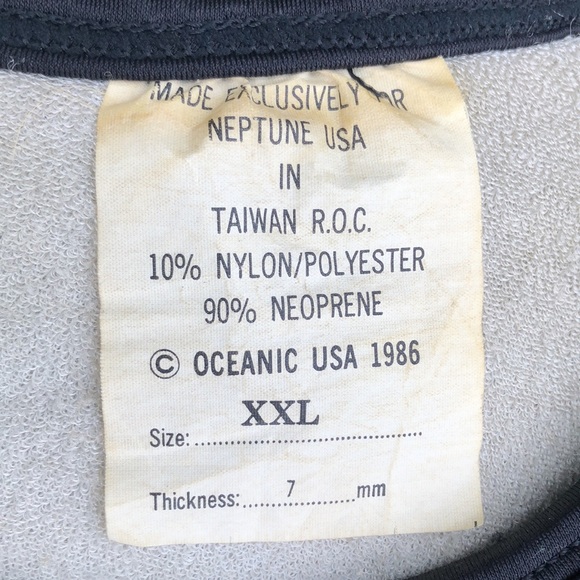 MADE EXCLUSIVELY
NEPTUNE USA
IN
TAIWAN R.O.C.
10% NYLON/POLYESTER
90% NEOPRENE
© OCEANIC USA 1986
XXL
Size:................................................
Thickness:......7............mm